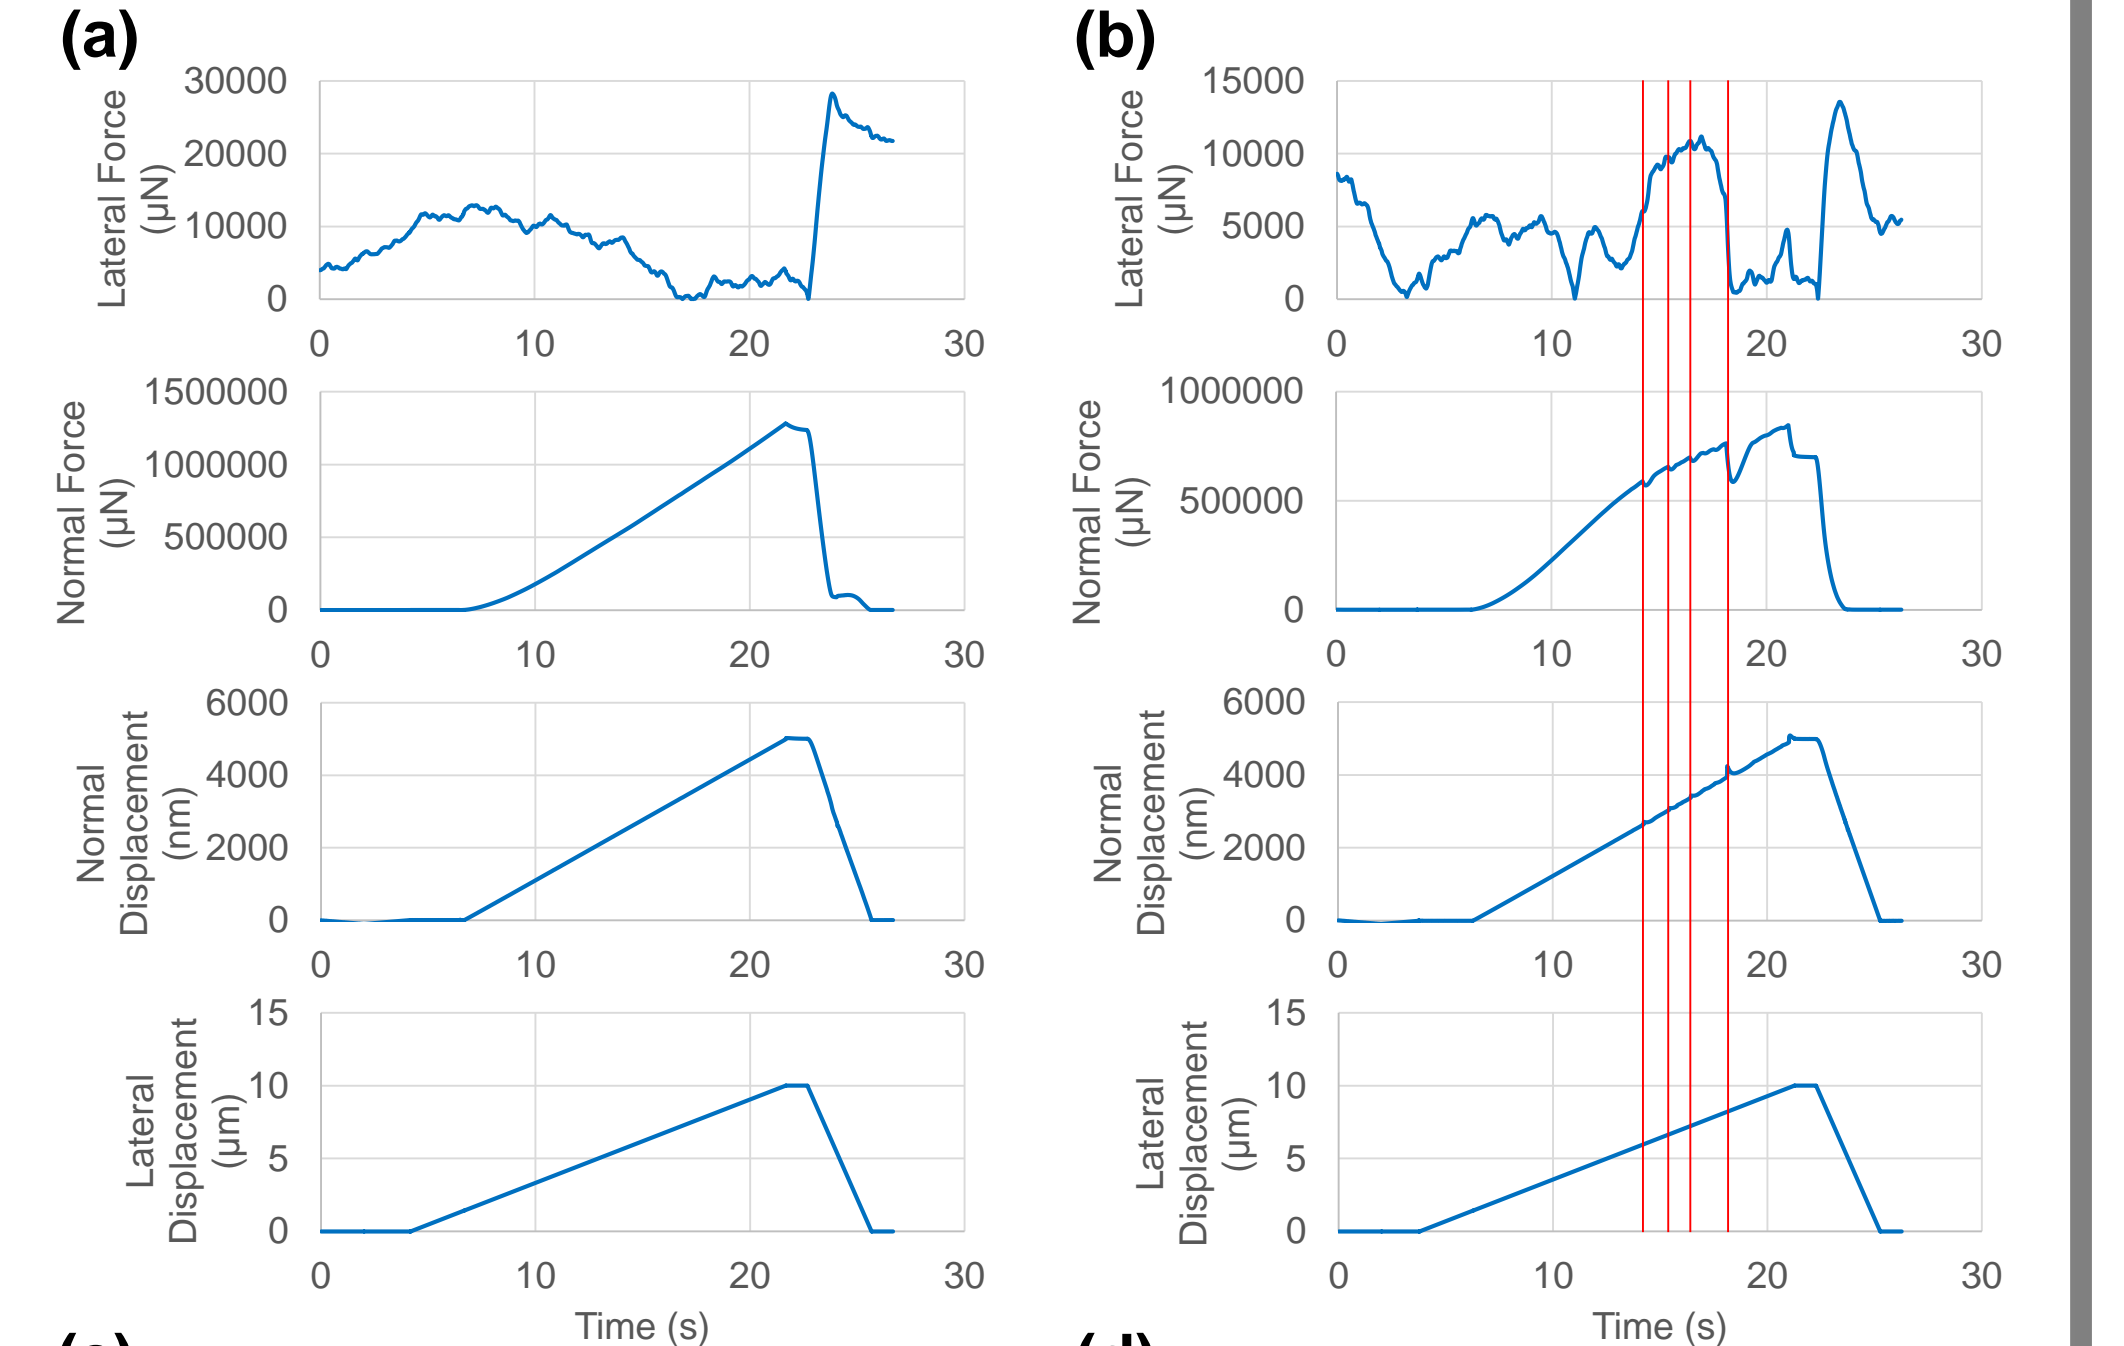 (a)
Lateral Force
(µN)
30000
20000
10000
0
0 10 20 30
Normal Force
(µN)
1500000
1000000
500000
0
0 10 20 30
Normal
Displacement
(nm)
6000
4000
2000
0
0 10 20 30
Lateral
Displacement
(µm)
15
10
5
0
0 10 20 30
Time (s)
(b)
Lateral Force
(µN)
15000
10000
5000
0
0 10 20 30
Normal Force
(µN)
1000000
500000
0
0 10 20 30
Normal
Displacement
(nm)
6000
4000
2000
0
0 10 20 30
Lateral
Displacement
(µm)
15
10
5
0
0 10 20 30
Time (s)